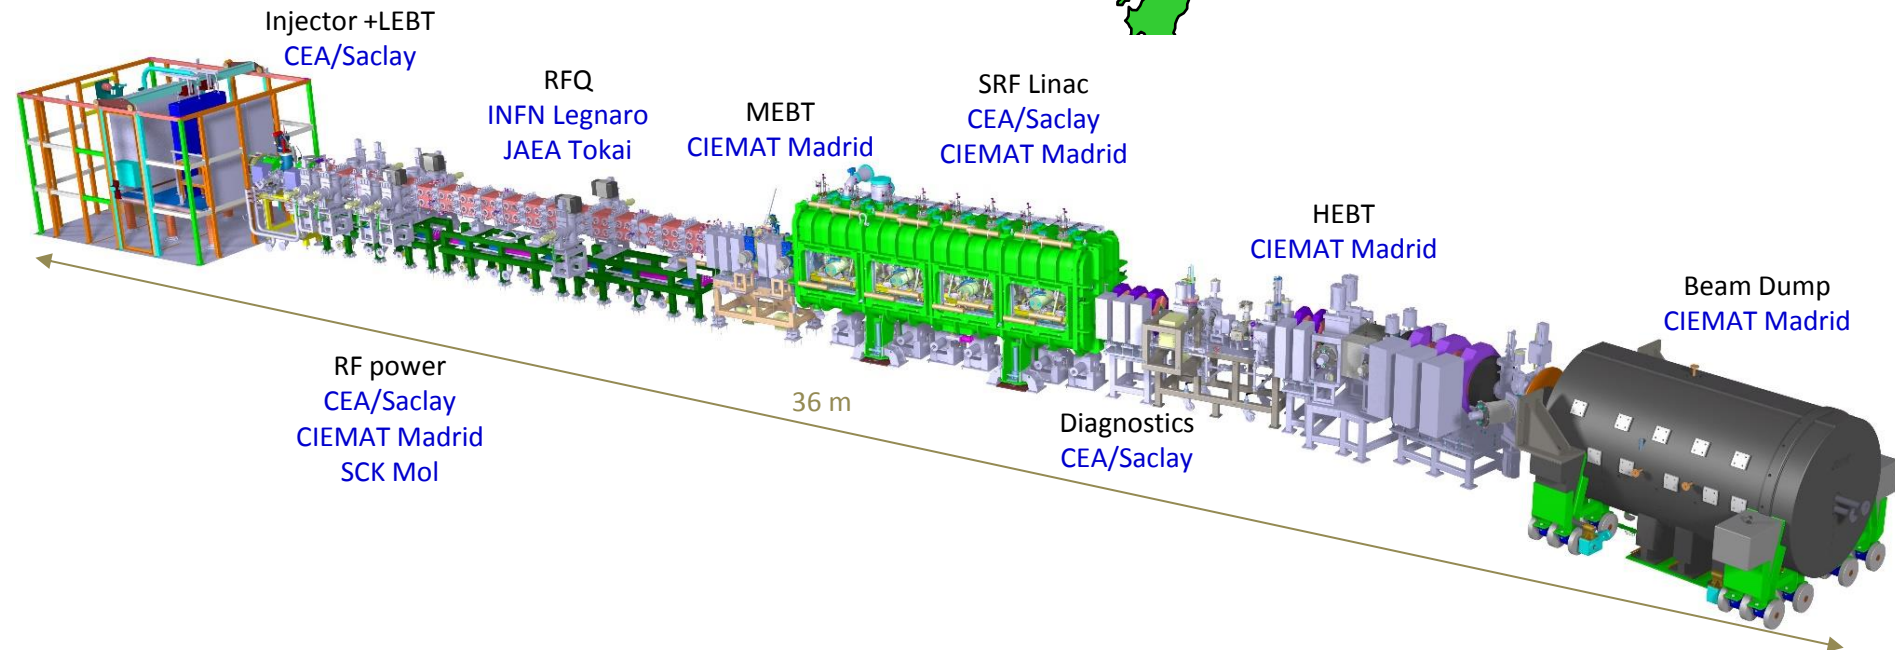 Injector +LEBT
CEA/Saclay
RFQ
INFN Legnaro
JAEA Tokai
MEBT
CIEMAT Madrid
SRF Linac
CEA/Saclay
CIEMAT Madrid
HEBT
CIEMAT Madrid
Beam Dump
CIEMAT Madrid
RF power
CEA/Saclay
CIEMAT Madrid
SCK Mol
36 m
Diagnostics
CEA/Saclay